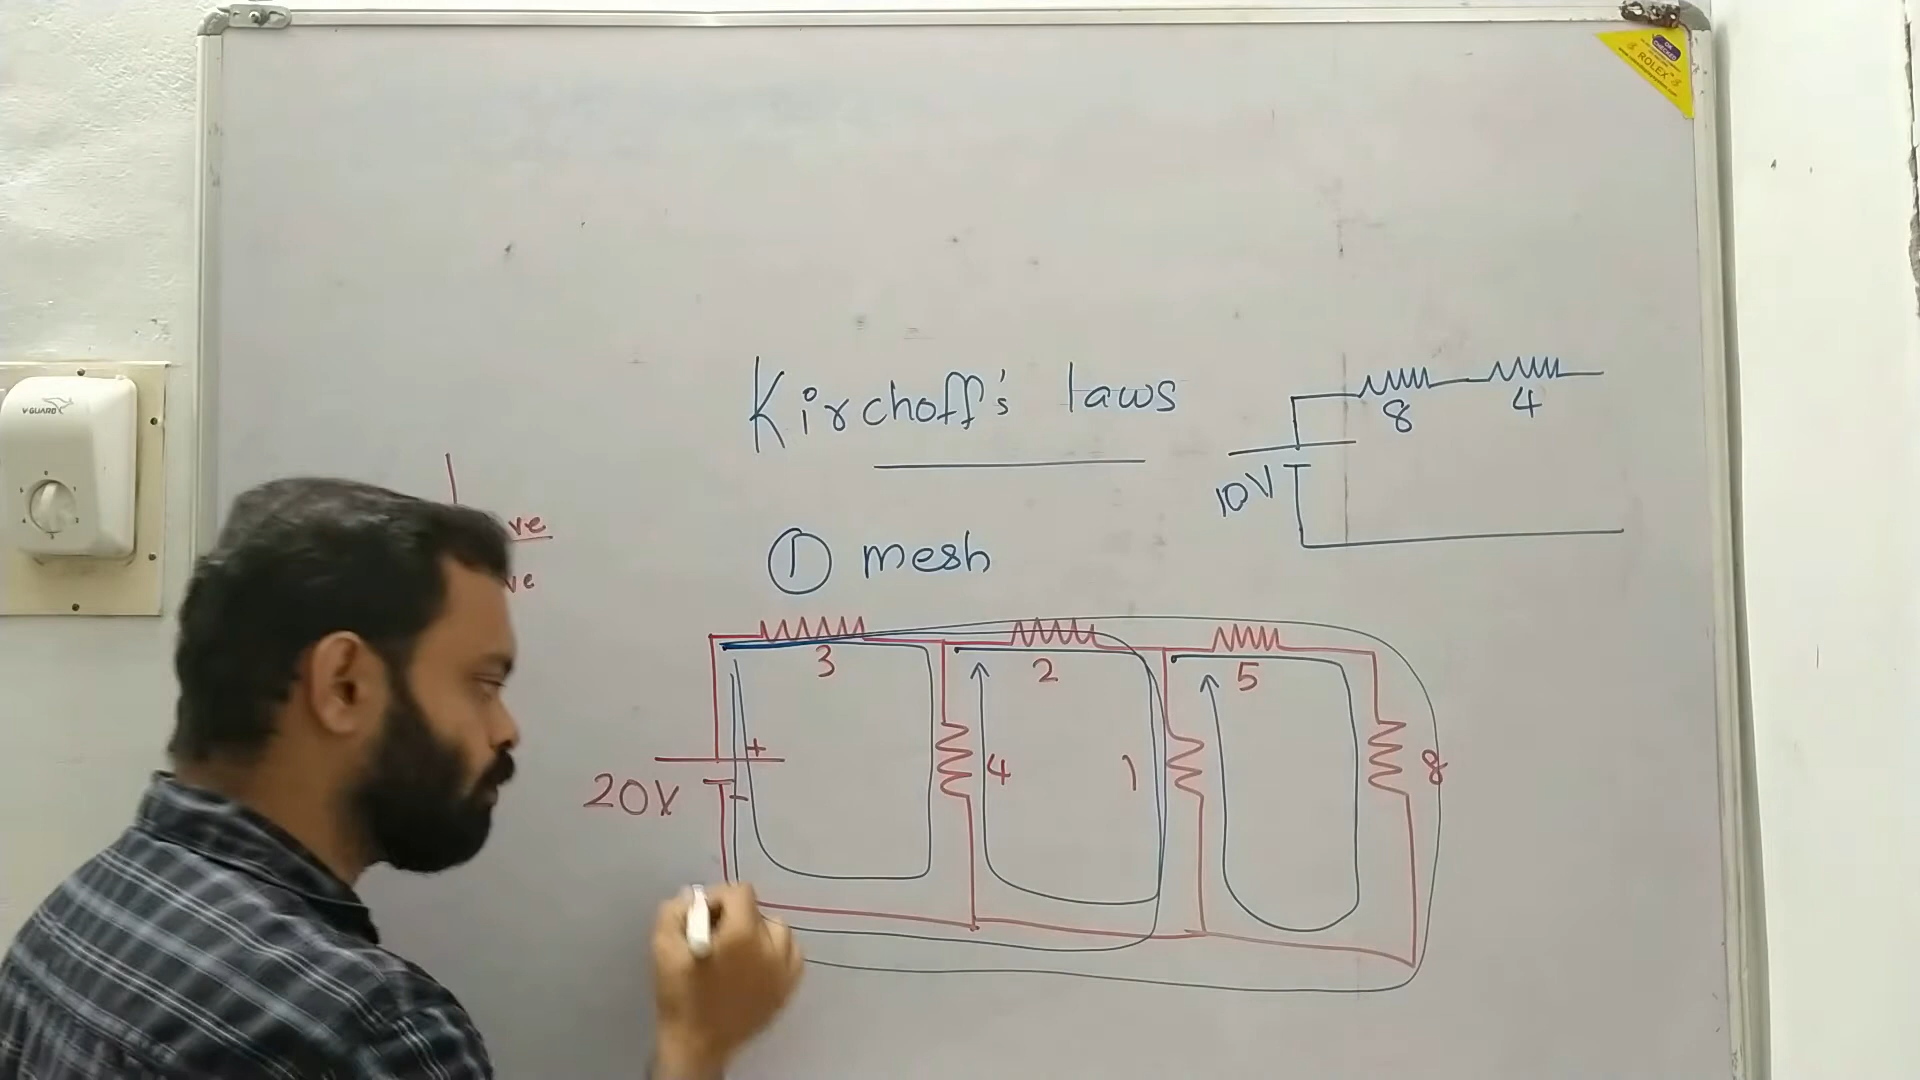 Kirchoff's laws
8
4
10V
ve
ve
① mesh
3
2
5
+
-
20V
4
1
8
V GUARD
ROLEX